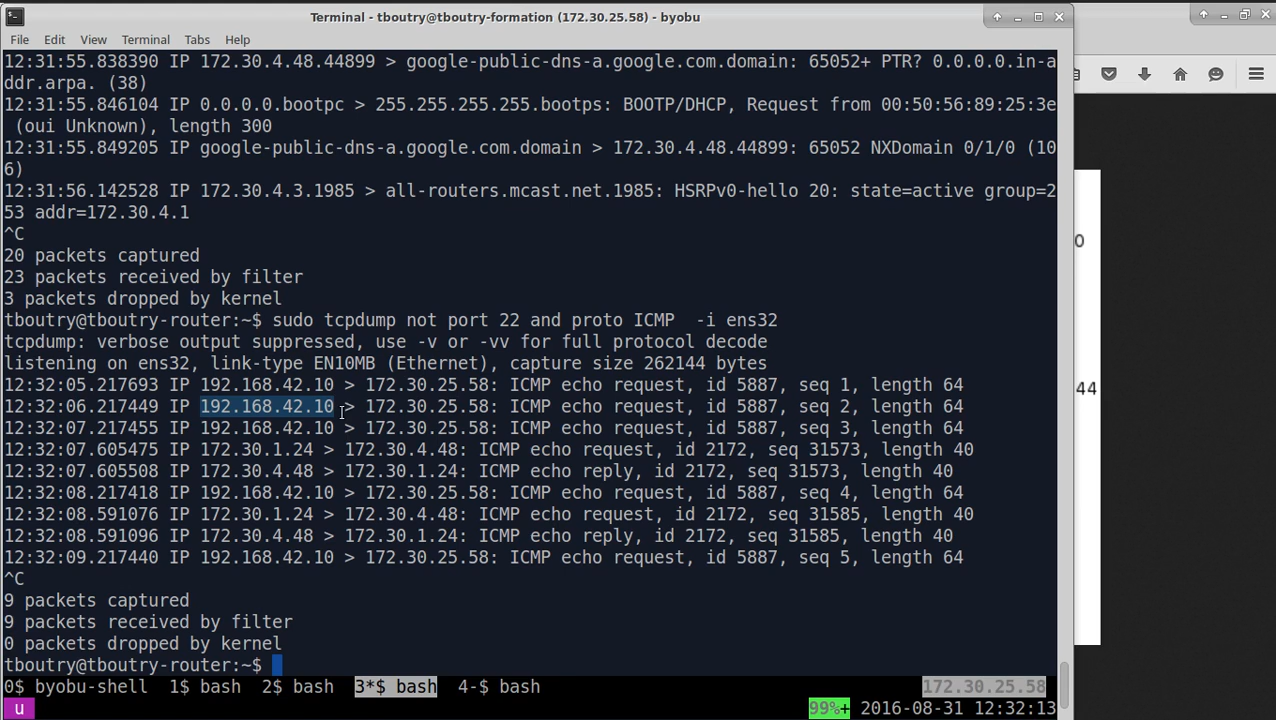 Terminal - tboutry@tboutry-formation (172.30.25.58) - byobu
File Edit View Terminal Tabs Help
12:31:55.838390 IP 172.30.4.48.44899 > google-public-dns-a.google.com.domain: 65052+ PTR? 0.0.0.0.in-a
ddr.arpa. (38)
12:31:55.846104 IP 0.0.0.0.bootpc > 255.255.255.255.bootps: BOOTP/DHCP, Request from 00:50:56:89:25:3e
(oui Unknown), length 300
12:31:55.849205 IP google-public-dns-a.google.com.domain > 172.30.4.48.44899: 65052 NXDomain 0/1/0 (10
6)
12:31:56.142528 IP 172.30.4.3.1985 > all-routers.mcast.net.1985: HSRPv0-hello 20: state=active group=2
53 addr=172.30.4.1
^C
20 packets captured
23 packets received by filter
3 packets dropped by kernel
tboutry@tboutry-router:~$ sudo tcpdump not port 22 and proto ICMP  -i ens32
tcpdump: verbose output suppressed, use -v or -vv for full protocol decode
listening on ens32, link-type EN10MB (Ethernet), capture size 262144 bytes
12:32:05.217693 IP 192.168.42.10 > 172.30.25.58: ICMP echo request, id 5887, seq 1, length 64
12:32:06.217449 IP 192.168.42.10 > 172.30.25.58: ICMP echo request, id 5887, seq 2, length 64
12:32:07.217455 IP 192.168.42.10 > 172.30.25.58: ICMP echo request, id 5887, seq 3, length 64
12:32:07.605475 IP 172.30.1.24 > 172.30.4.48: ICMP echo request, id 2172, seq 31573, length 40
12:32:07.605508 IP 172.30.4.48 > 172.30.1.24: ICMP echo reply, id 2172, seq 31573, length 40
12:32:08.217418 IP 192.168.42.10 > 172.30.25.58: ICMP echo request, id 5887, seq 4, length 64
12:32:08.591076 IP 172.30.1.24 > 172.30.4.48: ICMP echo request, id 2172, seq 31585, length 40
12:32:08.591096 IP 172.30.4.48 > 172.30.1.24: ICMP echo reply, id 2172, seq 31585, length 40
12:32:09.217440 IP 192.168.42.10 > 172.30.25.58: ICMP echo request, id 5887, seq 5, length 64
^C
9 packets captured
9 packets received by filter
0 packets dropped by kernel
tboutry@tboutry-router:~$
0$ byobu-shell 1$ bash 2$ bash 3*$ bash 4-$ bash 172.30.25.58
u 99%+ 2016-08-31 12:32:13
0
44